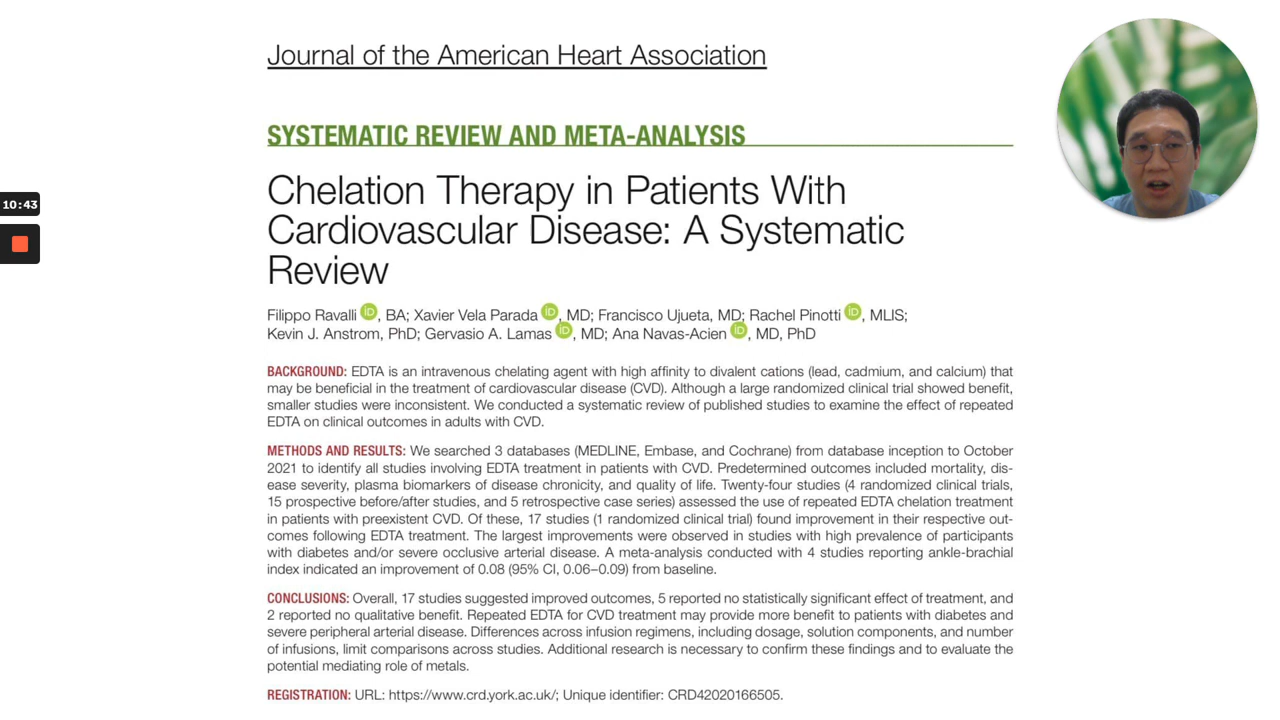 Journal of the American Heart Association
SYSTEMATIC REVIEW AND META-ANALYSIS
Chelation Therapy in Patients With
Cardiovascular Disease: A Systematic
Review
Filippo Ravalli iD, BA; Xavier Vela Parada iD, MD; Francisco Ujueta, MD; Rachel Pinotti iD, MLIS;
Kevin J. Anstrom, PhD; Gervasio A. Lamas iD, MD; Ana Navas-Acien iD, MD, PhD
10:43
BACKGROUND: EDTA is an intravenous chelating agent with high affinity to divalent cations (lead, cadmium, and calcium) that
may be beneficial in the treatment of cardiovascular disease (CVD). Although a large randomized clinical trial showed benefit,
smaller studies were inconsistent. We conducted a systematic review of published studies to examine the effect of repeated
EDTA on clinical outcomes in adults with CVD.
METHODS AND RESULTS: We searched 3 databases (MEDLINE, Embase, and Cochrane) from database inception to October
2021 to identify all studies involving EDTA treatment in patients with CVD. Predetermined outcomes included mortality, dis-
ease severity, plasma biomarkers of disease chronicity, and quality of life. Twenty-four studies (4 randomized clinical trials,
15 prospective before/after studies, and 5 retrospective case series) assessed the use of repeated EDTA chelation treatment
in patients with preexistent CVD. Of these, 17 studies (1 randomized clinical trial) found improvement in their respective out-
comes following EDTA treatment. The largest improvements were observed in studies with high prevalence of participants
with diabetes and/or severe occlusive arterial disease. A meta-analysis conducted with 4 studies reporting ankle-brachial
index indicated an improvement of 0.08 (95% CI, 0.06–0.09) from baseline.
CONCLUSIONS: Overall, 17 studies suggested improved outcomes, 5 reported no statistically significant effect of treatment, and
2 reported no qualitative benefit. Repeated EDTA for CVD treatment may provide more benefit to patients with diabetes and
severe peripheral arterial disease. Differences across infusion regimens, including dosage, solution components, and number
of infusions, limit comparisons across studies. Additional research is necessary to confirm these findings and to evaluate the
potential mediating role of metals.
REGISTRATION: URL: https://www.crd.york.ac.uk/; Unique identifier: CRD42020166505.